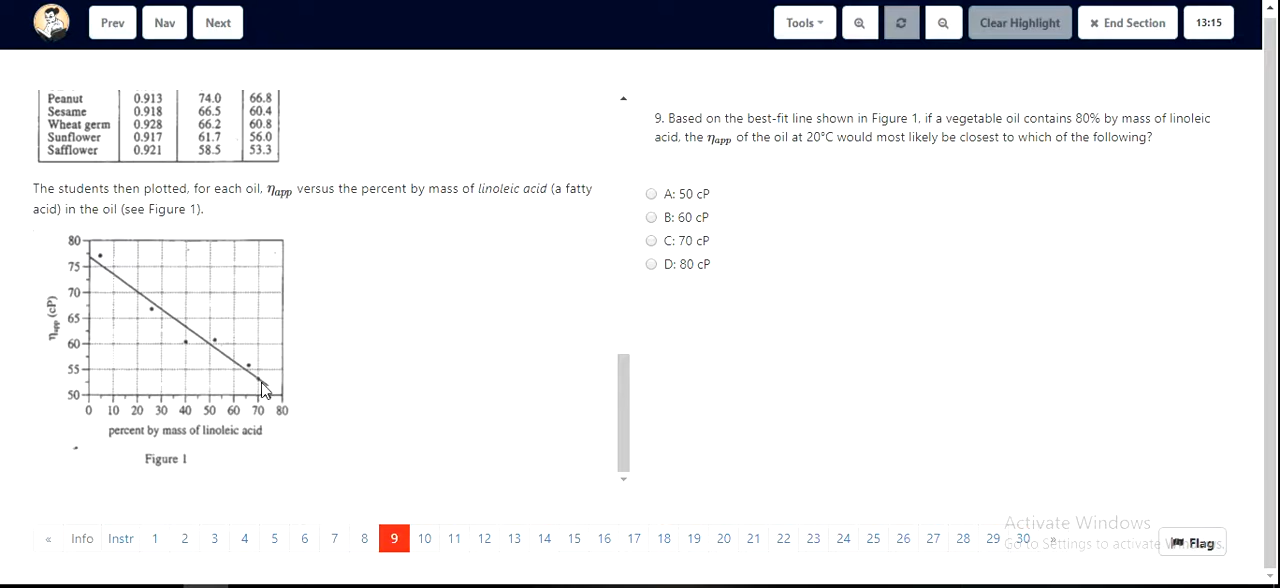 Prev Nav Next Tools Clear Highlight × End Section 13:15
Peanut 0.913 74.0 66.8
Sesame 0.918 66.5 60.4
Wheat germ 0.928 66.2 60.8
Sunflower 0.917 61.7 56.0
Safflower 0.921 58.5 53.3
The students then plotted, for each oil, ηapp versus the percent by mass of linoleic acid (a fatty
acid) in the oil (see Figure 1).
80
75
70
65
60
55
50
ηapp (cP)
0 10 20 30 40 50 60 70 80
percent by mass of linoleic acid
Figure 1
9. Based on the best-fit line shown in Figure 1, if a vegetable oil contains 80% by mass of linoleic
acid, the ηapp of the oil at 20°C would most likely be closest to which of the following?
A: 50 cP
B: 60 cP
C: 70 cP
D: 80 cP
« Info Instr 1 2 3 4 5 6 7 8 9 10 11 12 13 14 15 16 17 18 19 20 21 22 23 24 25 26 27 28 29 30 »
Flag
Activate Windows
Go to Settings to activate Windows.